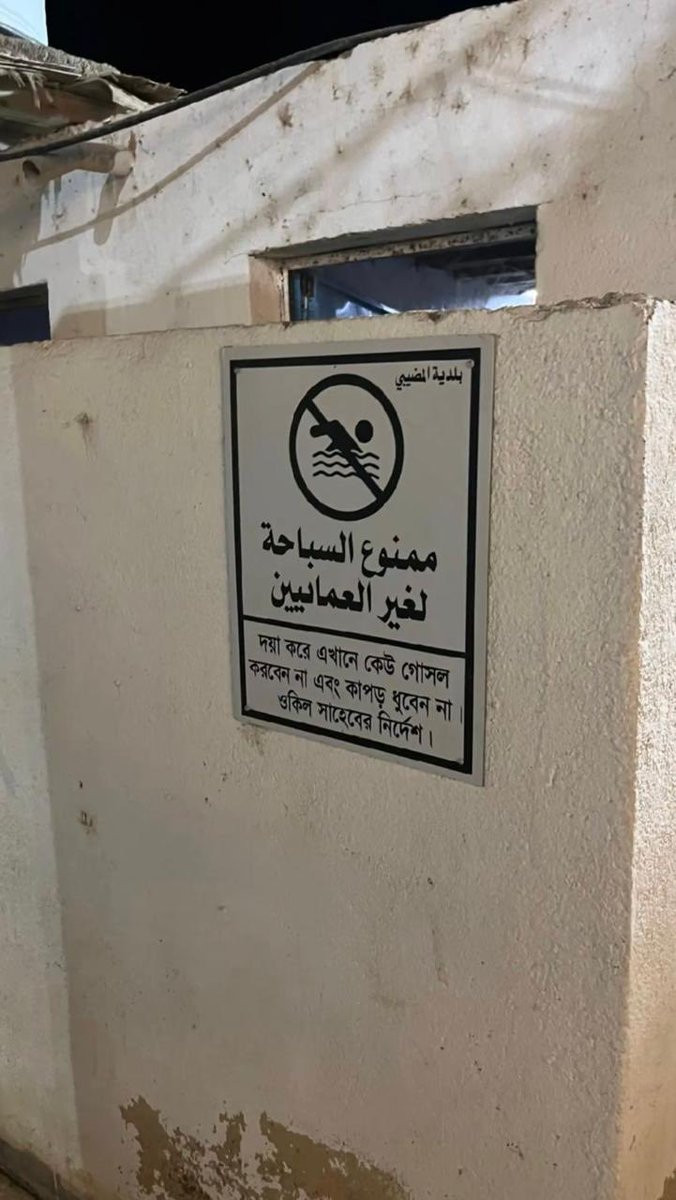 بلدية المضيبي
ممنوع السباحة
لغير العمانيين
দয়া করে এখানে কেউ গোসল
করবেন না এবং কাপড় ধুবেন না।
ওকিল সাহেবের নির্দেশ।